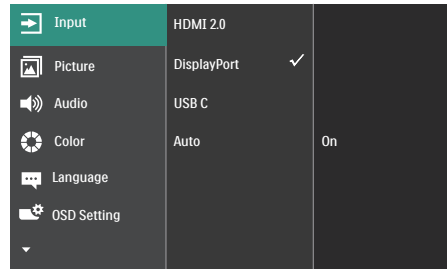 Input
HDMI 2.0
Picture
DisplayPort
Audio
USB C
Color
Auto
On
Language
OSD Setting